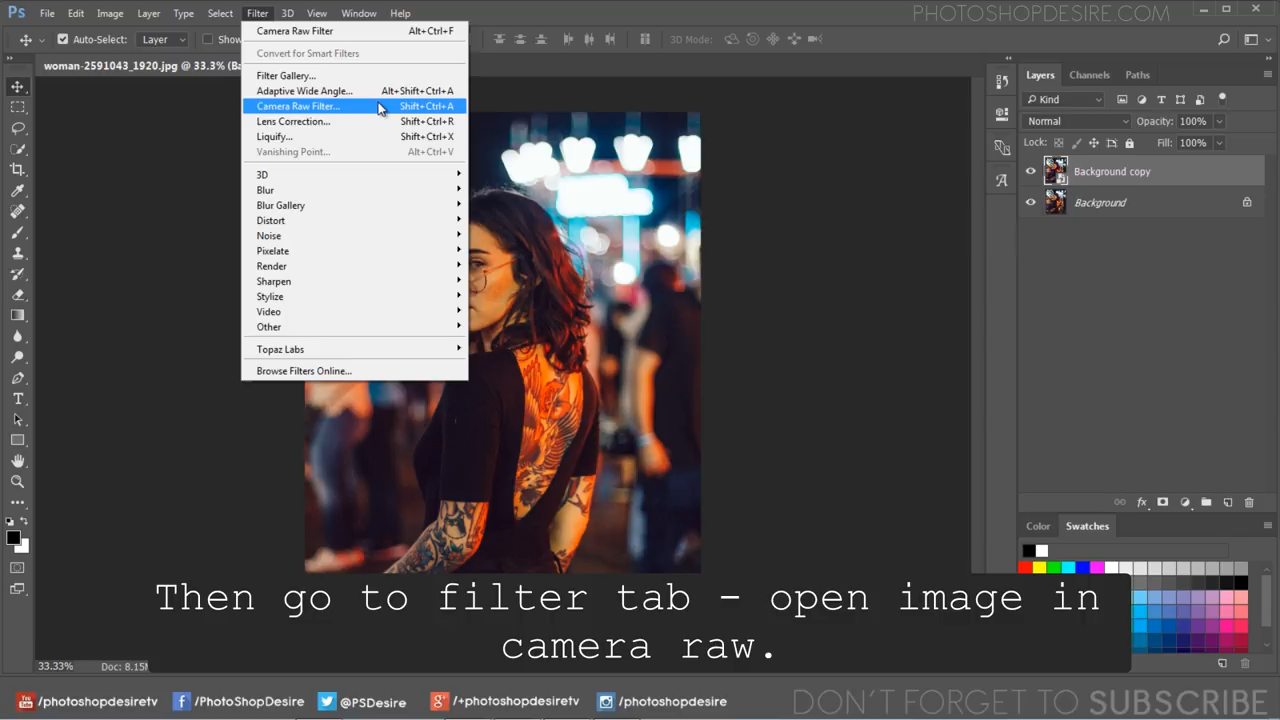 Ps File Edit Image Layer Type Select Filter 3D View Window Help
PHOTOSHOPDESIRE.COM
Auto-Select: Layer Show
3D Mode:
woman-2591043_1920.jpg @ 33.3% (Ba
Camera Raw Filter Alt+Ctrl+F
Convert for Smart Filters
Filter Gallery...
Adaptive Wide Angle... Alt+Shift+Ctrl+A
Camera Raw Filter... Shift+Ctrl+A
Lens Correction... Shift+Ctrl+R
Liquify... Shift+Ctrl+X
Vanishing Point... Alt+Ctrl+V
3D
Blur
Blur Gallery
Distort
Noise
Pixelate
Render
Sharpen
Stylize
Video
Other
Topaz Labs
Browse Filters Online...
Layers Channels Paths
Kind
Normal Opacity: 100%
Lock: Fill: 100%
Background copy
Background
fx
Color Swatches
Then go to filter tab - open image in
camera raw.
33.33% Doc: 8.15
You Tube /photoshopdesire /PhotoShopDesire @PSDesire /+photoshopdesiretv /photoshopdesire DON'T FORGET TO SUBSCRIBE